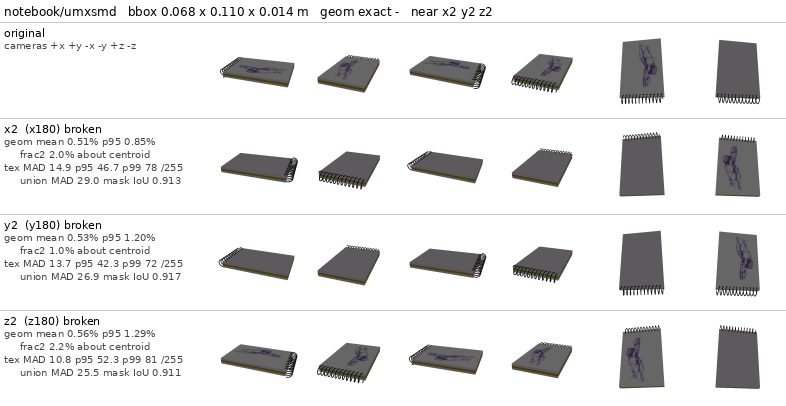 notebook/umxsmd bbox 0.068 x 0.110 x 0.014 m geom exact - near x2 y2 z2
original
cameras +x +y -x -y +z -z
x2 (x180) broken
geom mean 0.51% p95 0.85%
frac2 2.0% about centroid
tex MAD 14.9 p95 46.7 p99 78 /255
union MAD 29.0 mask IoU 0.913
y2 (y180) broken
geom mean 0.53% p95 1.20%
frac2 1.0% about centroid
tex MAD 13.7 p95 42.3 p99 72 /255
union MAD 26.9 mask IoU 0.917
z2 (z180) broken
geom mean 0.56% p95 1.29%
frac2 2.2% about centroid
tex MAD 10.8 p95 52.3 p99 81 /255
union MAD 25.5 mask IoU 0.911